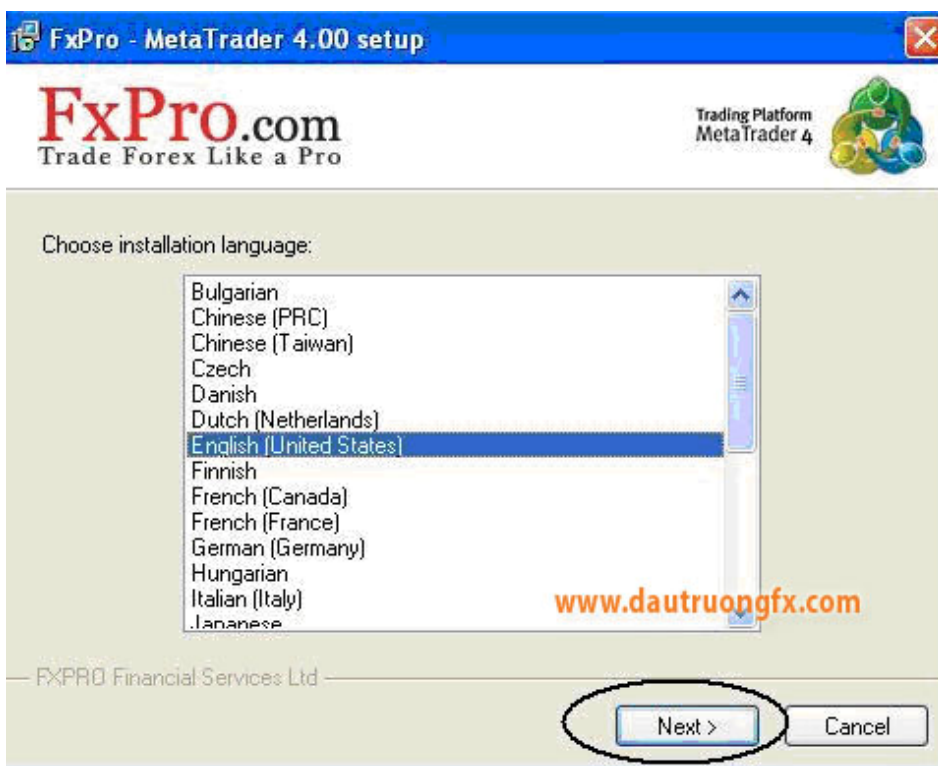 FxPro - MetaTrader 4.00 setup
FxPro.com
Trade Forex Like a Pro
Trading Platform
MetaTrader 4
Choose installation language:
Bulgarian
Chinese (PRC)
Chinese (Taiwan)
Czech
Danish
Dutch (Netherlands)
English (United States)
Finnish
French (Canada)
French (France)
German (Germany)
Hungarian
Italian (Italy)
Japanese
www.dautruongfx.com
FXPRO Financial Services Ltd
Next >
Cancel